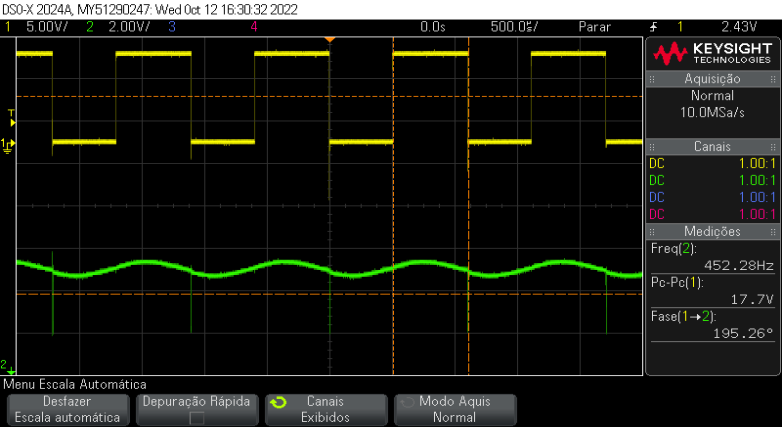 DSO-X 2024A, MY51290247: Wed Oct 12 16:30:32 2022
1 5.00V/ 2 2.00V/ 3 4 0.0s 500.0µs/ Parar 1 2.43V
KEYSIGHT
TECHNOLOGIES
Aquisição
Normal
10.0MSa/s
Canais
DC 1.00:1
DC 1.00:1
DC 1.00:1
DC 1.00:1
Medições
Freq(2):
452.28Hz
Pc-Pc(1):
17.7V
Fase(1→2):
195.26°
T
1
2
Menu Escala Automática
Desfazer
Escala automática
Depuração Rápida
Canais
Exibidos
Modo Aquis
Normal